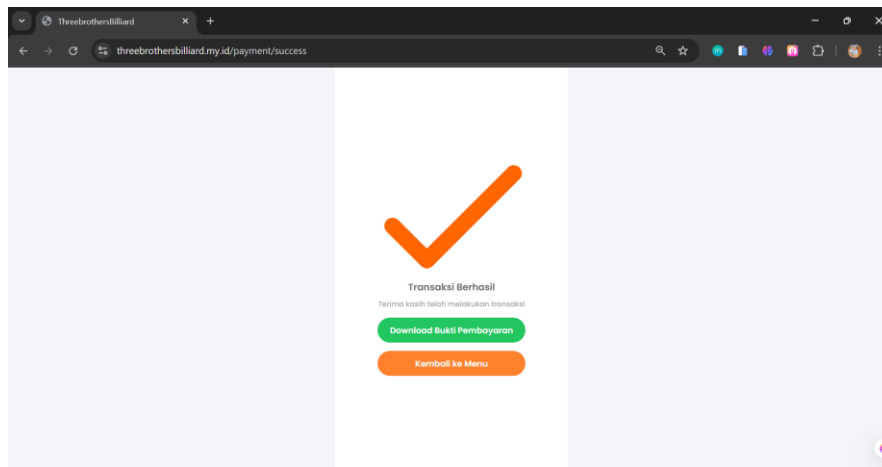 ThreebrothersBilliard
threebrothersbilliard.my.id/payment/success
Transaksi Berhasil
Terima kasih telah melakukan transaksi
Download Bukti Pembayaran
Kembali ke Menu